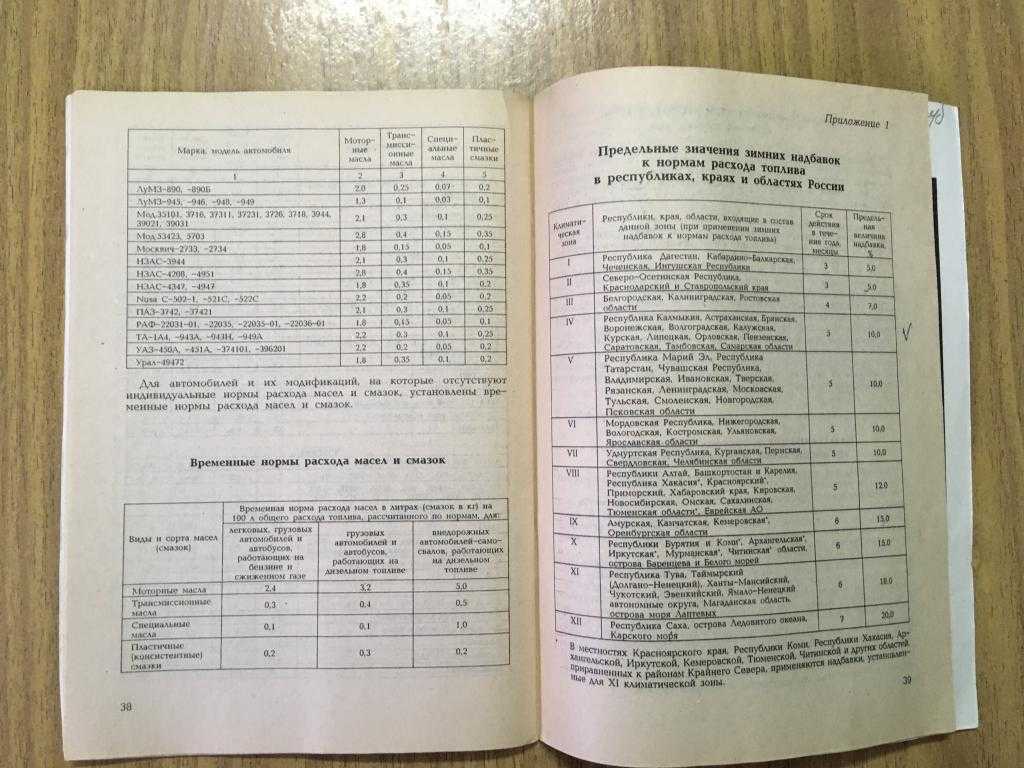 Марка, модель автомобиля | Мотор-ные масла | Транс-мисси-онные масла | Специ-альные масла | Плас-тичные смазки
1 | 2 | 3 | 4 | 5
ЛуМЗ-890, -890Б | 2,0 | 0,25 | 0,07 | 0,2
ЛуМЗ-945, -946, -948, -949 | 1,3 | 0,1 | 0,03 | 0,1
Мод.35101, 3716, 37311, 37231, 3726, 3718, 3944,
39021, 39031 | 2,1 | 0,3 | 0,1 | 0,25
Мод.53423, 5703 | 2,8 | 0,4 | 0,15 | 0,35
Москвич-2733, -2734 | 1,8 | 0,15 | 0,05 | 0,1
НЗАС-3944 | 2,1 | 0,3 | 0,1 | 0,25
НЗАС-4208, -4951 | 2,8 | 0,4 | 0,15 | 0,35
НЗАС-4347, -4947 | 1,8 | 0,35 | 0,1 | 0,2
Nusa C-502-1, -521C, -522C | 2,2 | 0,2 | 0,05 | 0,2
ПАЗ-3742, -37421 | 2,1 | 0,3 | 0,1 | 0,25
РАФ-22031-01, -22035, -22035-01, -22036-01 | 1,8 | 0,15 | 0,05 | 0,1
ТА-1А4, -943А, -943Н, -949А | 2,2 | 0,3 | 0,1 | 0,25
УАЗ-450А, -451А, -374101, -396201 | 2,2 | 0,2 | 0,05 | 0,2
Урал-49472 | 1,8 | 0,35 | 0,1 | 0,2
Для автомобилей и их модификаций, на которые отсутствуют
индивидуальные нормы расхода масел и смазок, установлены вре-
менные нормы расхода масел и смазок.
Временные нормы расхода масел и смазок
Виды и сорта масел (смазок) | Временная норма расхода масел в литрах (смазок в кг) на
100 л общего расхода топлива, рассчитанного по нормам, для:
легковых, грузовых автомобилей и автобусов, работающих на бензине и сжиженном газе | грузовых автомобилей и автобусов, работающих на дизельном топливе | внедорожных автомобилей-само-свалов, работающих на дизельном топливе
Моторные масла | 2,4 | 3,2 | 5,0
Трансмиссионные масла | 0,3 | 0,4 | 0,5
Специальные масла | 0,1 | 0,1 | 1,0
Пластичные (консистентные) смазки | 0,2 | 0,3 | 0,2
38
Приложение 1
Предельные значения зимних надбавок
к нормам расхода топлива
в республиках, краях и областях России
Климати-ческая зона | Республики, края, области, входящие в состав данной зоны (при применении зимних надбавок к нормам расхода топлива) | Срок действия в тече-ние года, месяцы | Предель-ная величина надбавки, %
I | Республика Дагестан, Кабардино-Балкарская,
Чеченская, Ингушская Республики | 3 | 5,0
II | Северо-Осетинская Республика,
Краснодарский и Ставропольский края | 3 | 5,0
III | Белгородская, Калининградская, Ростовская
области | 4 | 7,0
IV | Республика Калмыкия, Астраханская, Брянская,
Воронежская, Волгоградская, Калужская,
Курская, Липецкая, Орловская, Пензенская,
Саратовская, Тамбовская, Самарская области | 5 | 10,0
V | Республика Марий Эл, Республика
Татарстан, Чувашская Республика,
Владимирская, Ивановская, Тверская,
Рязанская, Ленинградская, Московская,
Тульская, Смоленская, Новгородская,
Псковская области | 5 | 10,0
VI | Мордовская Республика, Нижегородская,
Вологодская, Костромская, Ульяновская,
Ярославская области | 5 | 10,0
VII | Удмуртская Республика, Курганская, Пермская,
Свердловская, Челябинская области | 5 | 10,0
VIII | Республики Алтай, Башкортостан и Карелия,
Республика Хакасия*, Красноярский*,
Приморский, Хабаровский края, Кировская,
Новосибирская, Омская, Сахалинская,
Тюменская области*, Еврейская АО | 5 | 12,0
IX | Амурская, Камчатская, Кемеровская*,
Оренбургская области | 6 | 15,0
X | Республики Бурятия и Коми*, Архангельская*,
Иркутская*, Мурманская*, Читинская* области,
острова Баренцева и Белого морей | 6 | 15,0
XI | Республика Тува, Таймырский
(Долгано-Ненецкий), Ханты-Мансийский,
Чукотский, Эвенкийский, Ямало-Ненецкий
автономные округа, Магаданская область,
острова моря Лаптевых | 6 | 18,0
XII | Республика Саха, острова Ледовитого океана,
Карского моря | 7 | 20,0
* В местностях Красноярского края, Республики Коми, Республики Хакасия, Ар-
хангельской, Иркутской, Кемеровской, Тюменской, Читинской и других областей,
приравненных к районам Крайнего Севера, применяются надбавки, установлен-
ные для XI климатической зоны.
39